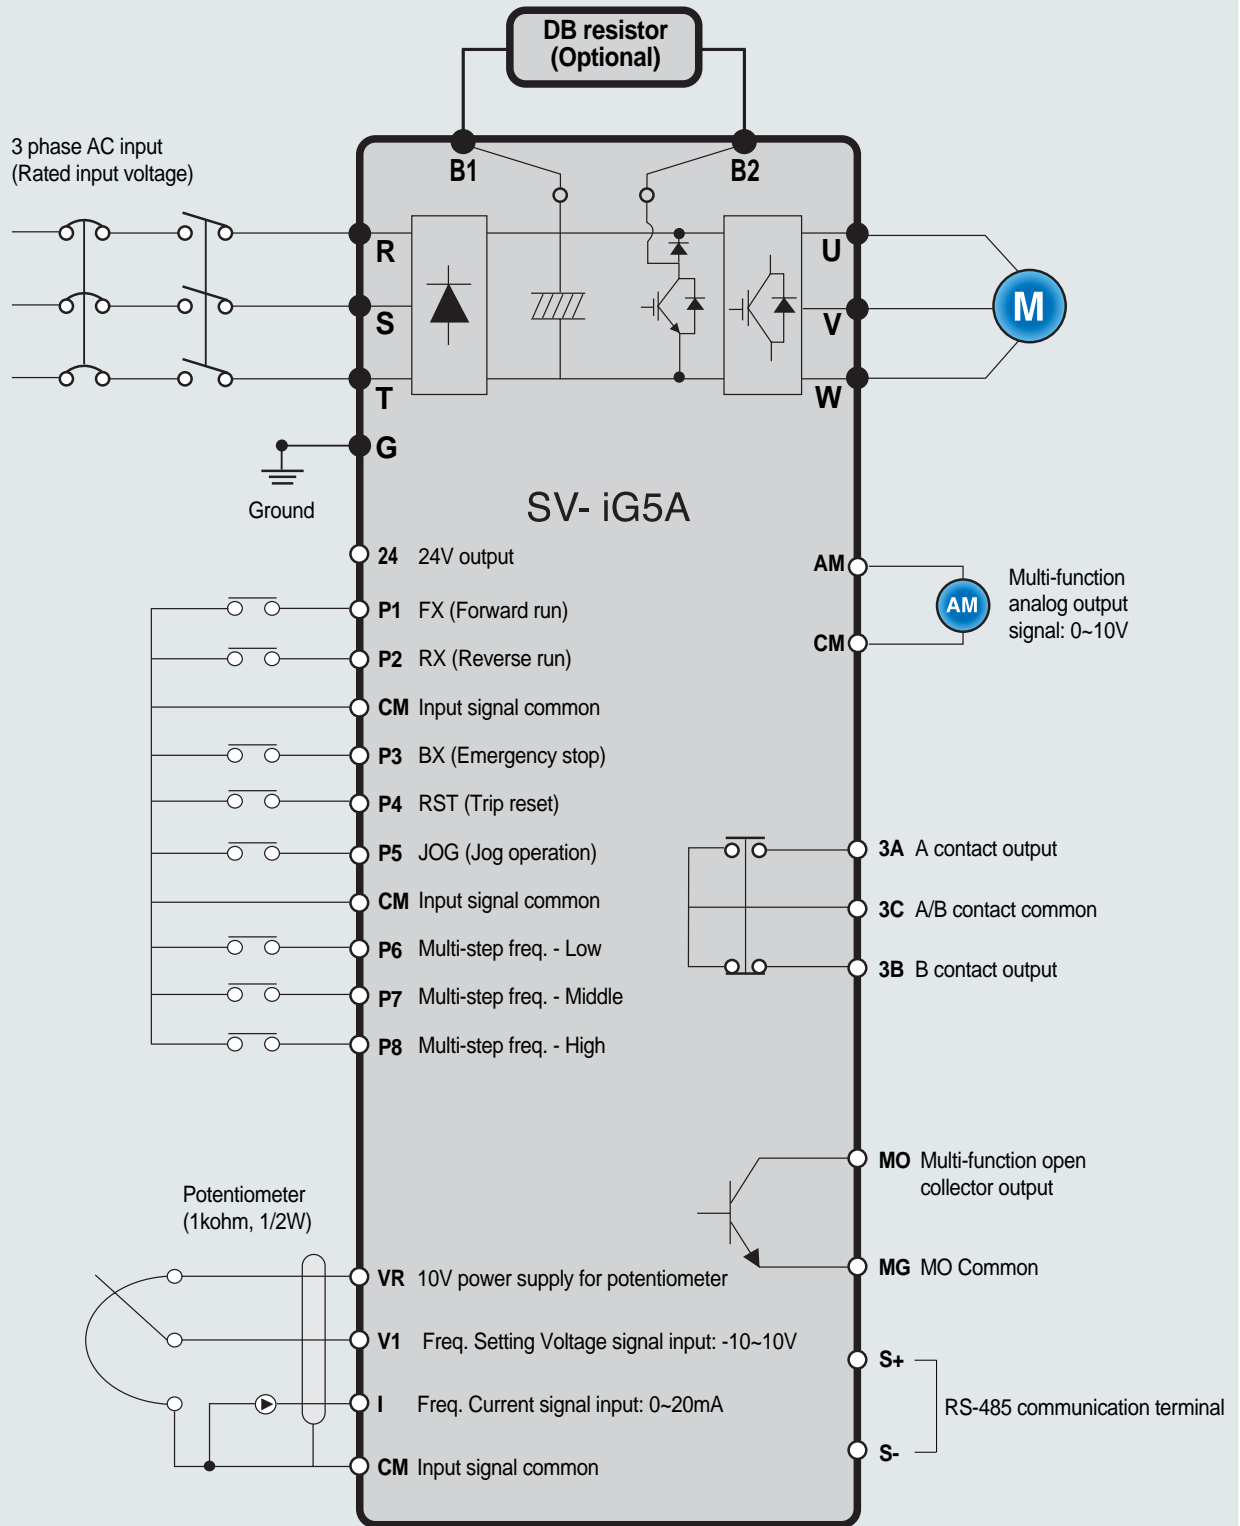 DB resistor
(Optional)
3 phase AC input
(Rated input voltage)
B1
B2
R
U
S
V
M
T
W
G
Ground
SV- iG5A
24 24V output
P1 FX (Forward run)
P2 RX (Reverse run)
CM Input signal common
P3 BX (Emergency stop)
P4 RST (Trip reset)
P5 JOG (Jog operation)
CM Input signal common
P6 Multi-step freq. - Low
P7 Multi-step freq. - Middle
P8 Multi-step freq. - High
AM
AM
CM
Multi-function
analog output
signal: 0~10V
3A A contact output
3C A/B contact common
3B B contact output
MO Multi-function open
collector output
MG MO Common
Potentiometer
(1kohm, 1/2W)
VR 10V power supply for potentiometer
V1 Freq. Setting Voltage signal input: -10~10V
I Freq. Current signal input: 0~20mA
CM Input signal common
S+
RS-485 communication terminal
S-